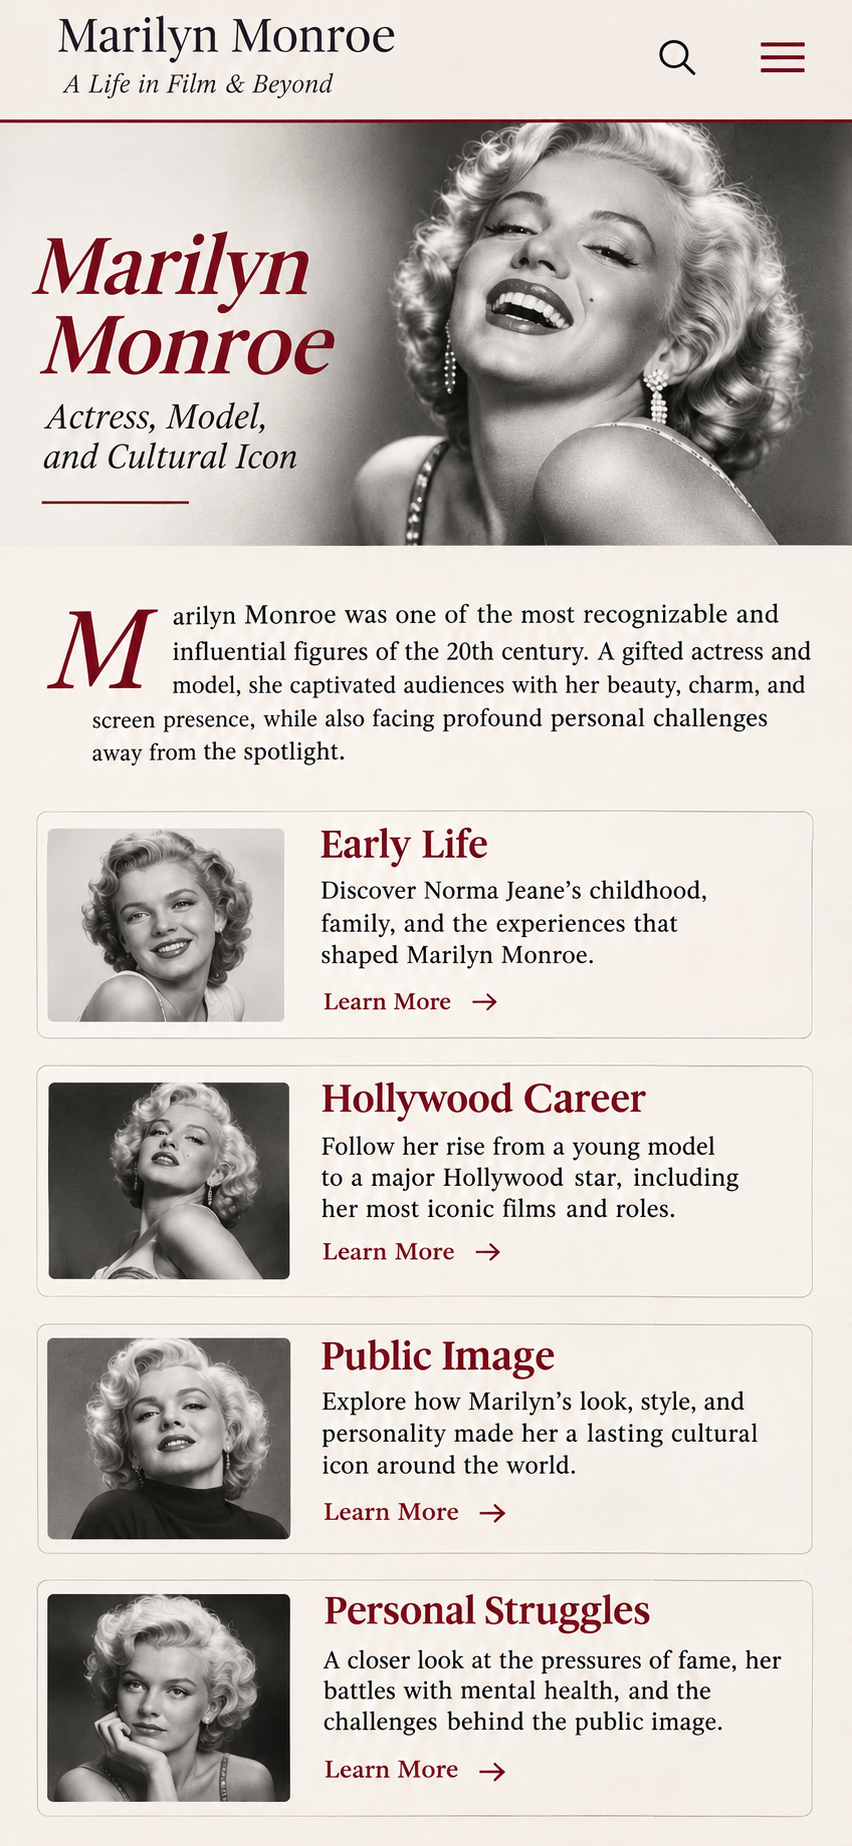 Marilyn Monroe
A Life in Film & Beyond
Marilyn
Monroe
Actress, Model,
and Cultural Icon
Marilyn Monroe was one of the most recognizable and
influential figures of the 20th century. A gifted actress and
model, she captivated audiences with her beauty, charm, and
screen presence, while also facing profound personal challenges
away from the spotlight.
Early Life
Discover Norma Jeane’s childhood,
family, and the experiences that
shaped Marilyn Monroe.
Learn More →
Hollywood Career
Follow her rise from a young model
to a major Hollywood star, including
her most iconic films and roles.
Learn More →
Public Image
Explore how Marilyn’s look, style, and
personality made her a lasting cultural
icon around the world.
Learn More →
Personal Struggles
A closer look at the pressures of fame, her
battles with mental health, and the
challenges behind the public image.
Learn More →